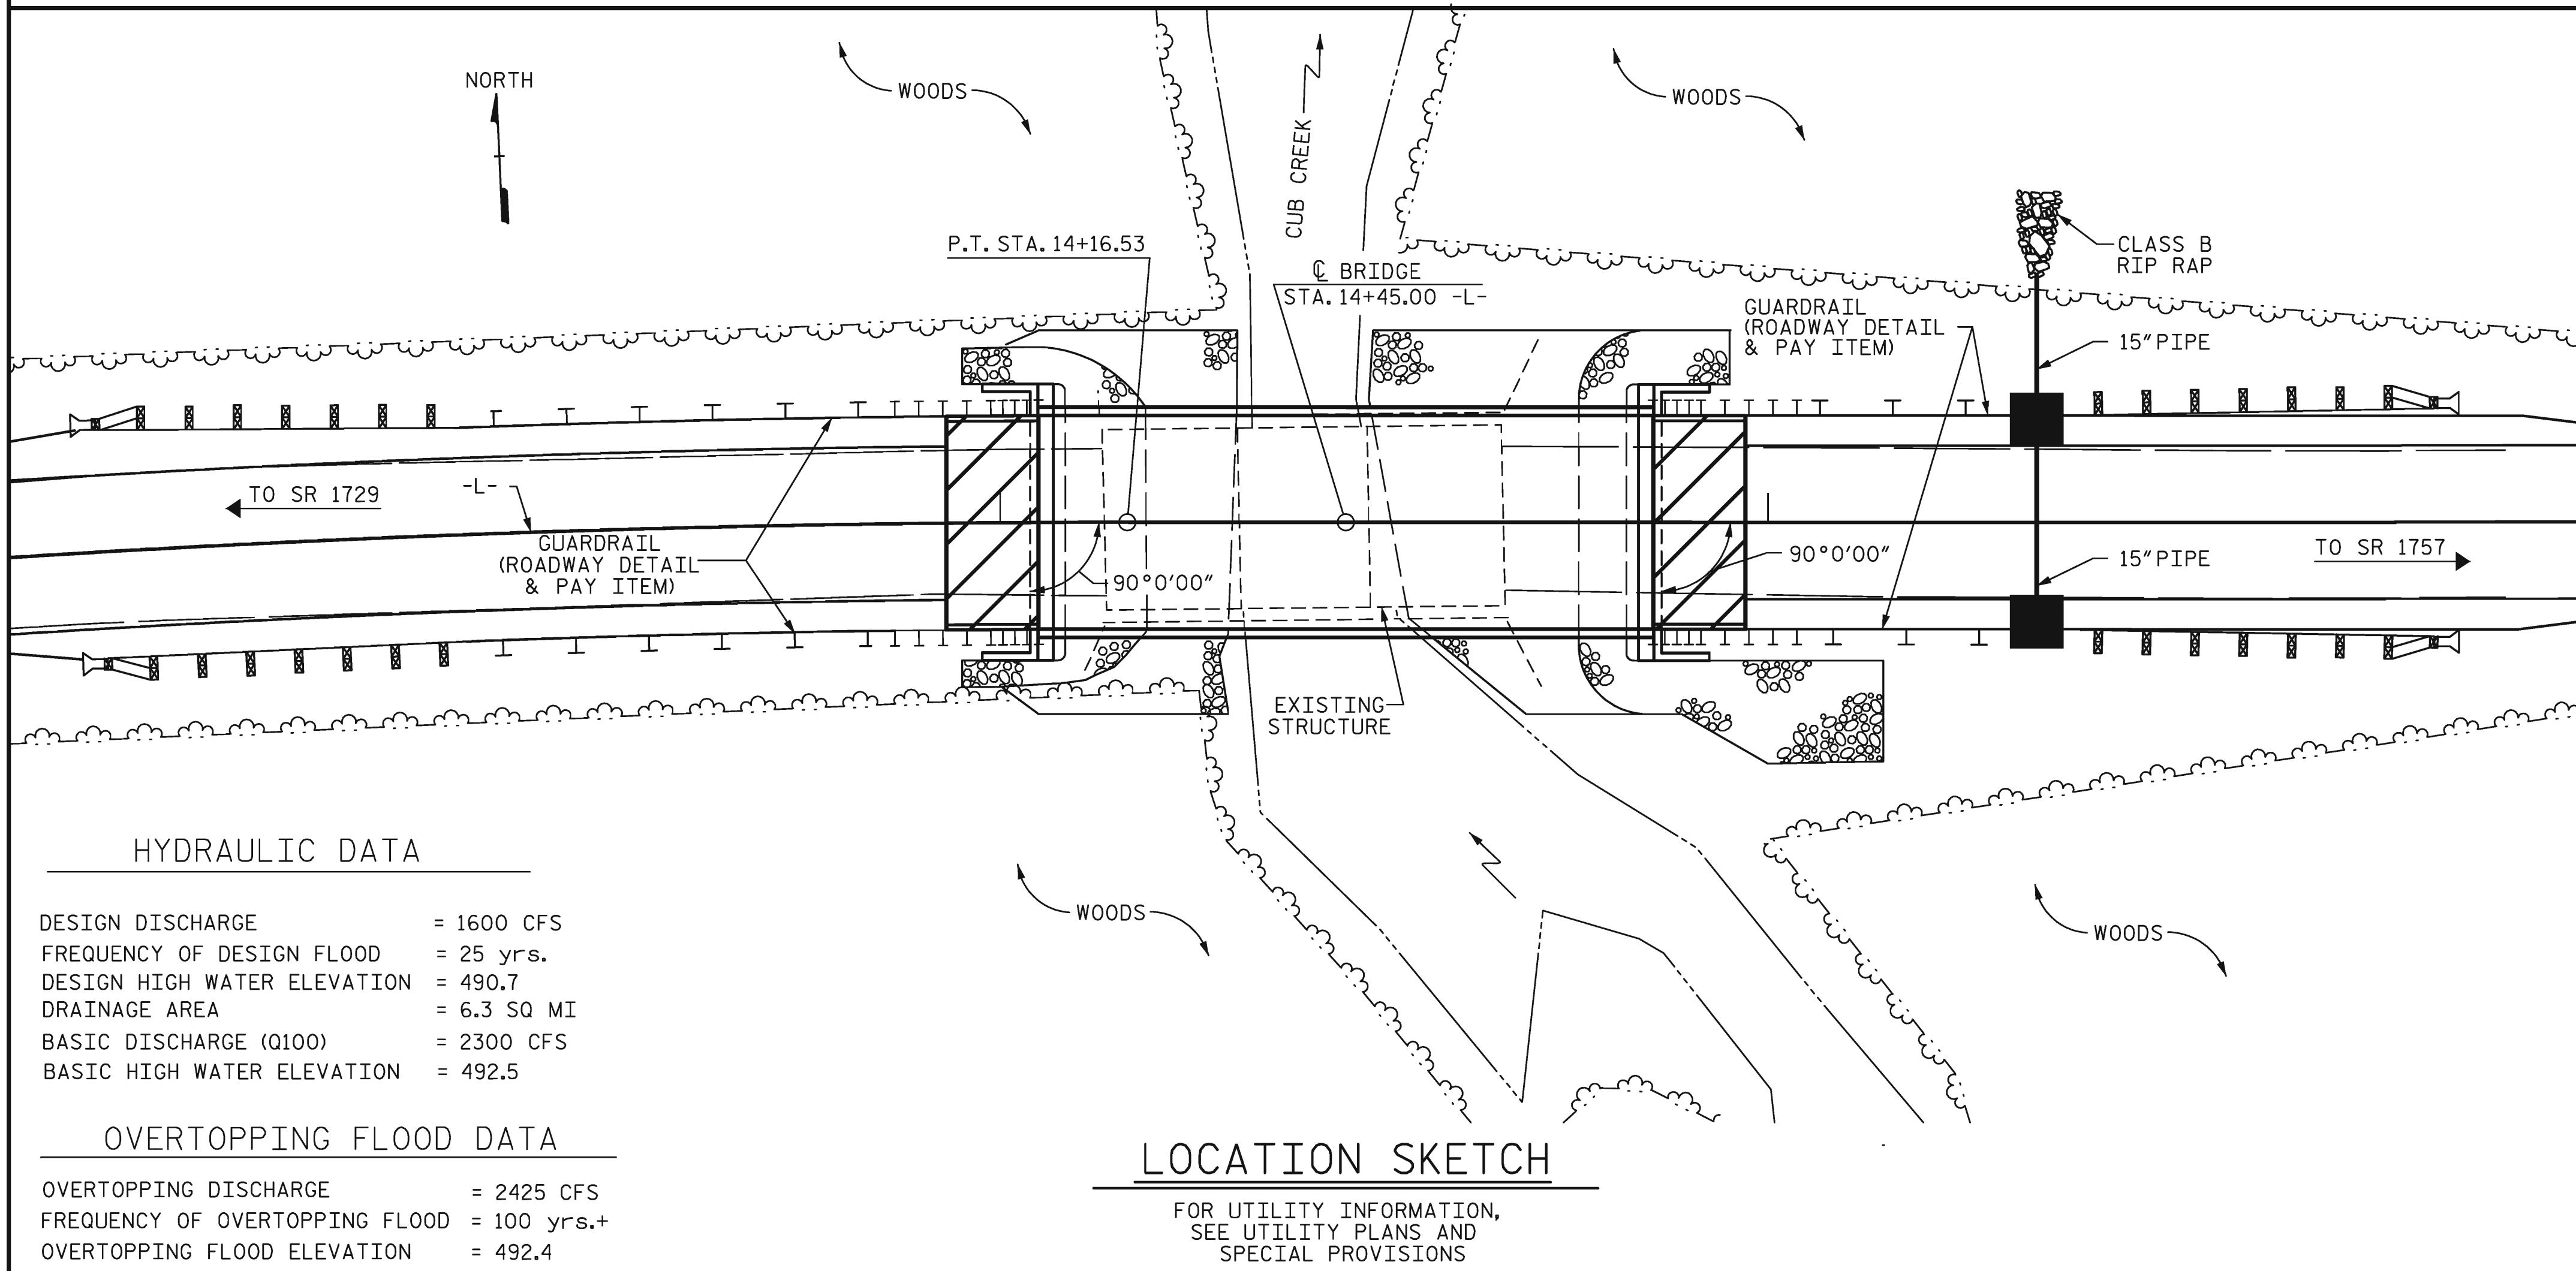 NORTH
WOODS
WOODS
CUB CREEK
P.T. STA. 14+16.53
℄ BRIDGE
STA. 14+45.00 -L-
CLASS B
RIP RAP
GUARDRAIL
(ROADWAY DETAIL
& PAY ITEM)
15" PIPE
TO SR 1729
-L-
GUARDRAIL
(ROADWAY DETAIL
& PAY ITEM)
90°0'00"
90°0'00"
15" PIPE
TO SR 1757
EXISTING
STRUCTURE
WOODS
WOODS
HYDRAULIC DATA
DESIGN DISCHARGE = 1600 CFS
FREQUENCY OF DESIGN FLOOD = 25 yrs.
DESIGN HIGH WATER ELEVATION = 490.7
DRAINAGE AREA = 6.3 SQ MI
BASIC DISCHARGE (Q100) = 2300 CFS
BASIC HIGH WATER ELEVATION = 492.5
OVERTOPPING FLOOD DATA
OVERTOPPING DISCHARGE = 2425 CFS
FREQUENCY OF OVERTOPPING FLOOD = 100 yrs.+
OVERTOPPING FLOOD ELEVATION = 492.4
LOCATION SKETCH
FOR UTILITY INFORMATION,
SEE UTILITY PLANS AND
SPECIAL PROVISIONS